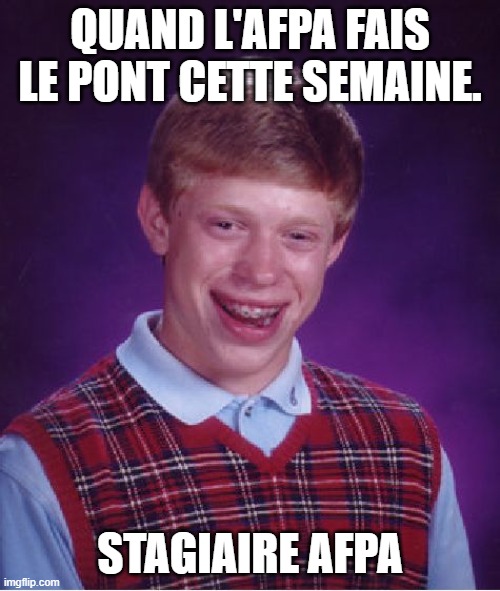 QUAND L'AFPA FAIS
LE PONT CETTE SEMAINE.
STAGIAIRE AFPA
imgflip.com